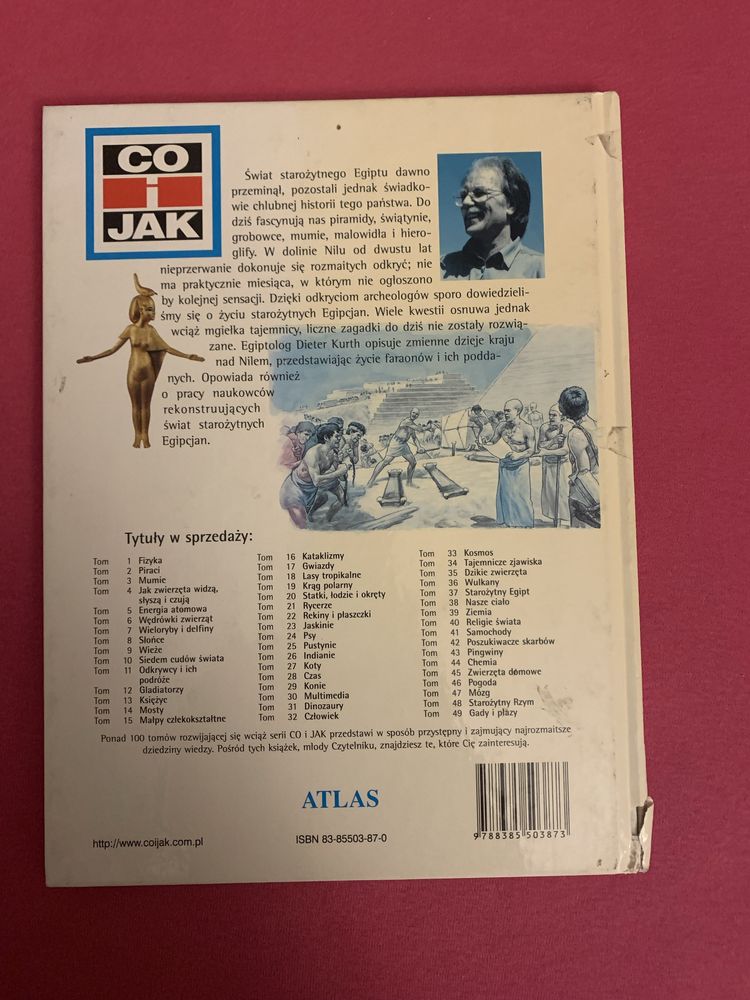 CO
i
JAK
Świat starożytnego Egiptu dawno
przeminął, pozostali jednak świadko-
wie chlubnej historii tego państwa. Do
dziś fascynują nas piramidy, świątynie,
grobowce, mumie, malowidła i hiero-
glify. W dolinie Nilu od dwustu lat
nieprzerwanie dokonuje się rozmaitych odkryć; nie
ma praktycznie miesiąca, w którym nie ogłoszono
by kolejnej sensacji. Dzięki odkryciom archeologów sporo dowiedzieli-
śmy się o życiu starożytnych Egipcjan. Wiele kwestii osnuwa jednak
wciąż mgiełka tajemnicy, liczne zagadki do dziś nie zostały rozwią-
zane. Egiptolog Dieter Kurth opisuje zmienne dzieje kraju
nad Nilem, przedstawiając życie faraonów i ich podda-
nych. Opowiada również
o pracy naukowców
rekonstruujących
świat starożytnych
Egipcjan.
Tytuły w sprzedaży:
Tom 1 Fizyka
Tom 2 Piraci
Tom 3 Mumie
Tom 4 Jak zwierzęta widzą,
słyszą i czują
Tom 5 Energia atomowa
Tom 6 Wędrówki zwierząt
Tom 7 Wieloryby i delfiny
Tom 8 Słońce
Tom 9 Wieże
Tom 10 Siedem cudów świata
Tom 11 Odkrywcy i ich
podróże
Tom 12 Gladiatorzy
Tom 13 Księżyc
Tom 14 Mosty
Tom 15 Małpy człekokształtne
Tom 16 Kataklizmy
Tom 17 Gwiazdy
Tom 18 Lasy tropikalne
Tom 19 Krąg polarny
Tom 20 Statki, łodzie i okręty
Tom 21 Rycerze
Tom 22 Rekiny i płaszczki
Tom 23 Jaskinie
Tom 24 Psy
Tom 25 Pustynie
Tom 26 Indianie
Tom 27 Koty
Tom 28 Czas
Tom 29 Konie
Tom 30 Multimedia
Tom 31 Dinozaury
Tom 32 Człowiek
Tom 33 Kosmos
Tom 34 Tajemnicze zjawiska
Tom 35 Dzikie zwierzęta
Tom 36 Wulkany
Tom 37 Starożytny Egipt
Tom 38 Nasze ciało
Tom 39 Ziemia
Tom 40 Religie świata
Tom 41 Samochody
Tom 42 Poszukiwacze skarbów
Tom 43 Pingwiny
Tom 44 Chemia
Tom 45 Zwierzęta domowe
Tom 46 Pogoda
Tom 47 Mózg
Tom 48 Starożytny Rzym
Tom 49 Gady i płazy
Ponad 100 tomów rozwijającej się wciąż serii CO i JAK przedstawi w sposób przystępny i zajmujący najrozmaitsze
dziedziny wiedzy. Pośród tych książek, młody Czytelniku, znajdziesz te, które Cię zainteresują.
ATLAS
http://www.coijak.com.pl
ISBN 83-85503-87-0
9788385503873